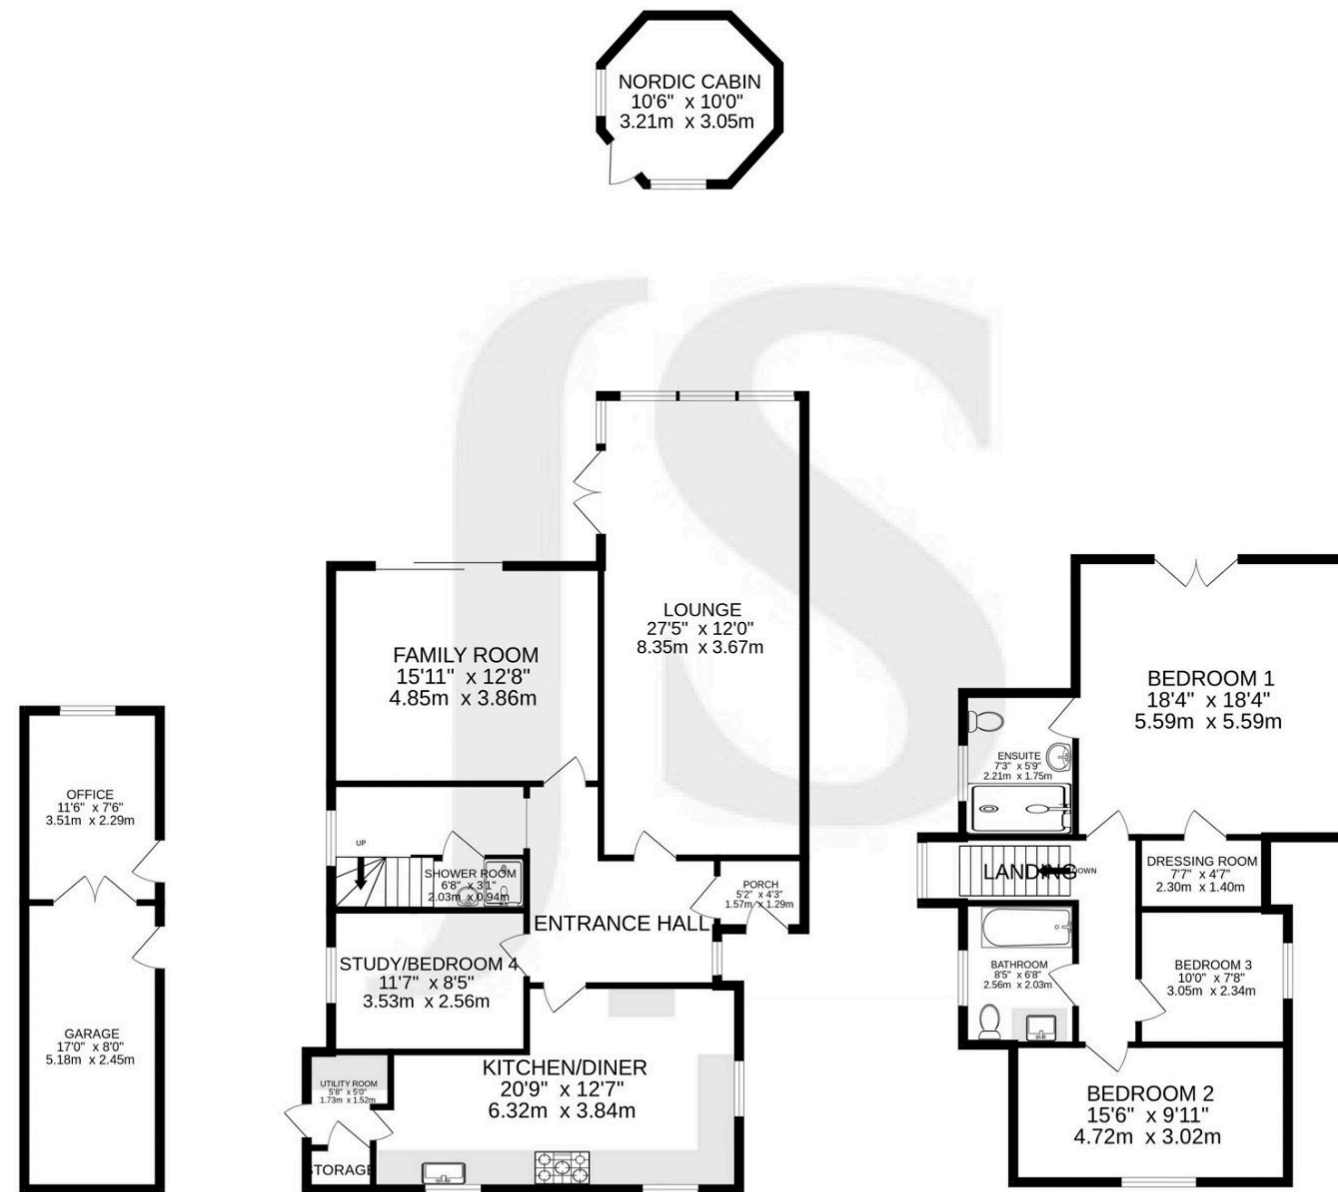 NORDIC CABIN
10'6" x 10'0"
3.21m x 3.05m
LOUNGE
27'5" x 12'0"
8.35m x 3.67m
FAMILY ROOM
15'11" x 12'8"
4.85m x 3.86m
BEDROOM 1
18'4" x 18'4"
5.59m x 5.59m
ENSUITE
7'3" x 5'9"
2.21m x 1.75m
OFFICE
11'6" x 7'6"
3.51m x 2.29m
UP
SHOWER ROOM
6'8" x 3'1"
2.03m x 0.94m
PORCH
5'2" x 4'3"
1.57m x 1.29m
LANDING
DOWN
DRESSING ROOM
7'7" x 4'7"
2.30m x 1.40m
ENTRANCE HALL
STUDY/BEDROOM 4
11'7" x 8'5"
3.53m x 2.56m
BATHROOM
8'5" x 6'8"
2.56m x 2.03m
BEDROOM 3
10'0" x 7'8"
3.05m x 2.34m
GARAGE
17'0" x 8'0"
5.18m x 2.45m
KITCHEN/DINER
20'9" x 12'7"
6.32m x 3.84m
UTILITY ROOM
5'8" x 5'0"
1.73m x 1.52m
STORAGE
BEDROOM 2
15'6" x 9'11"
4.72m x 3.02m
JS